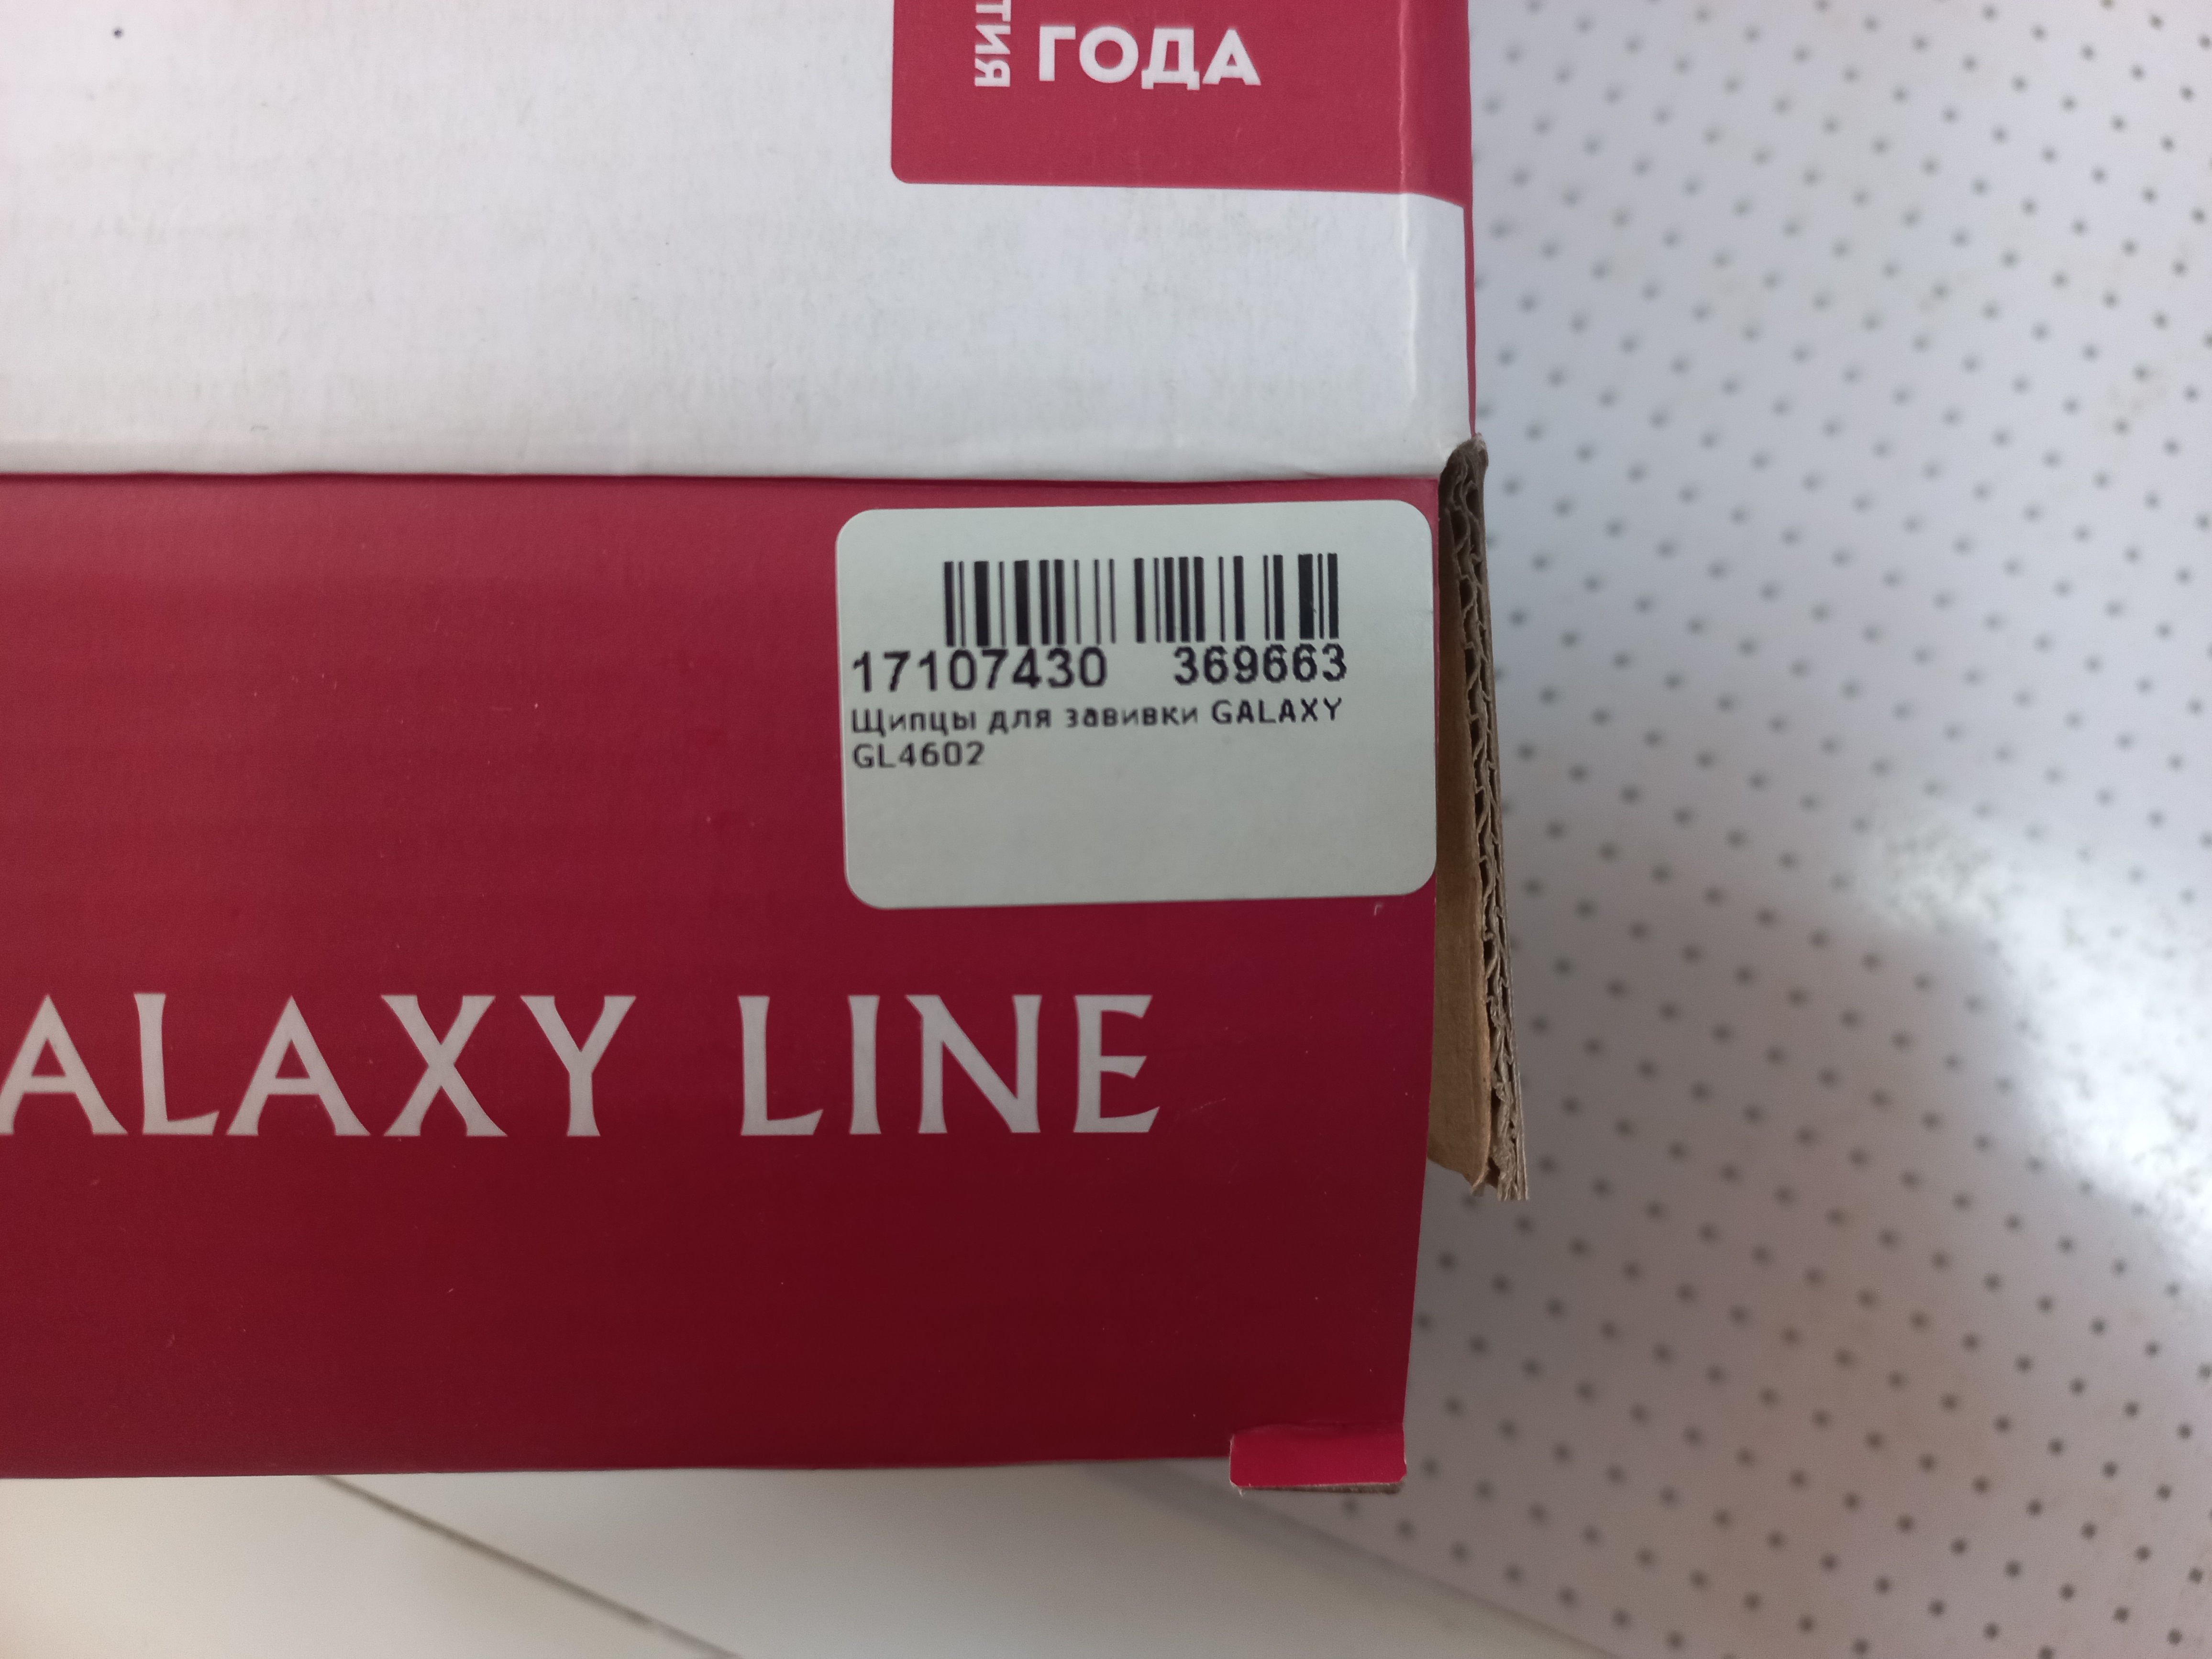 ГОДА
17107430 369663
Щипцы для завивки GALAXY
GL4602
ALAXY LINE